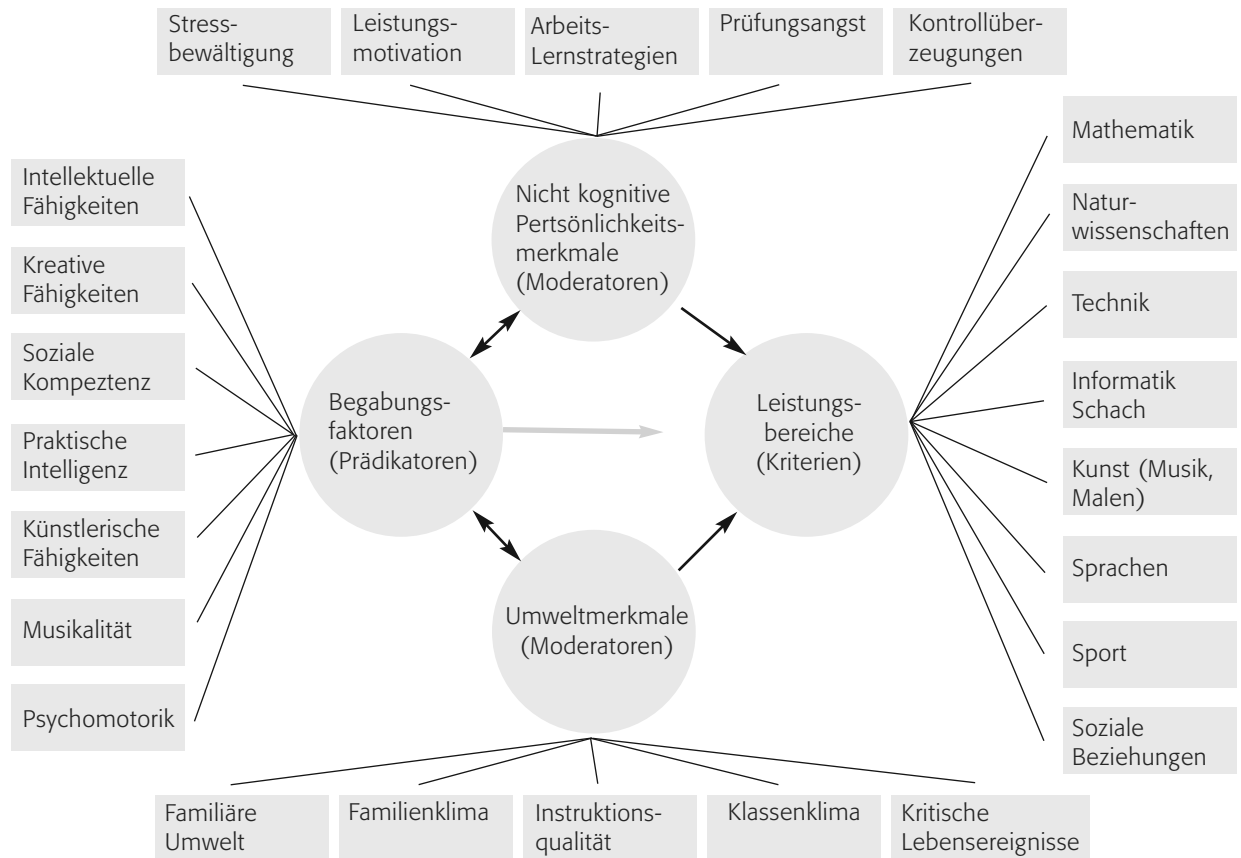 Stress-
bewältigung
Leistungs-
motivation
Arbeits-
Lernstrategien
Prüfungsangst
Kontrollüber-
zeugungen
Intellektuelle
Fähigkeiten
Kreative
Fähigkeiten
Soziale
Kompeztenz
Praktische
Intelligenz
Künstlerische
Fähigkeiten
Musikalität
Psychomotorik
Nicht kognitive
Pertsönlichkeits-
merkmale
(Moderatoren)
Begabungs-
faktoren
(Prädikatoren)
Leistungs-
bereiche
(Kriterien)
Umweltmerkmale
(Moderatoren)
Mathematik
Natur-
wissenschaften
Technik
Informatik
Schach
Kunst (Musik,
Malen)
Sprachen
Sport
Soziale
Beziehungen
Familiäre
Umwelt
Familienklima
Instruktions-
qualität
Klassenklima
Kritische
Lebensereignisse